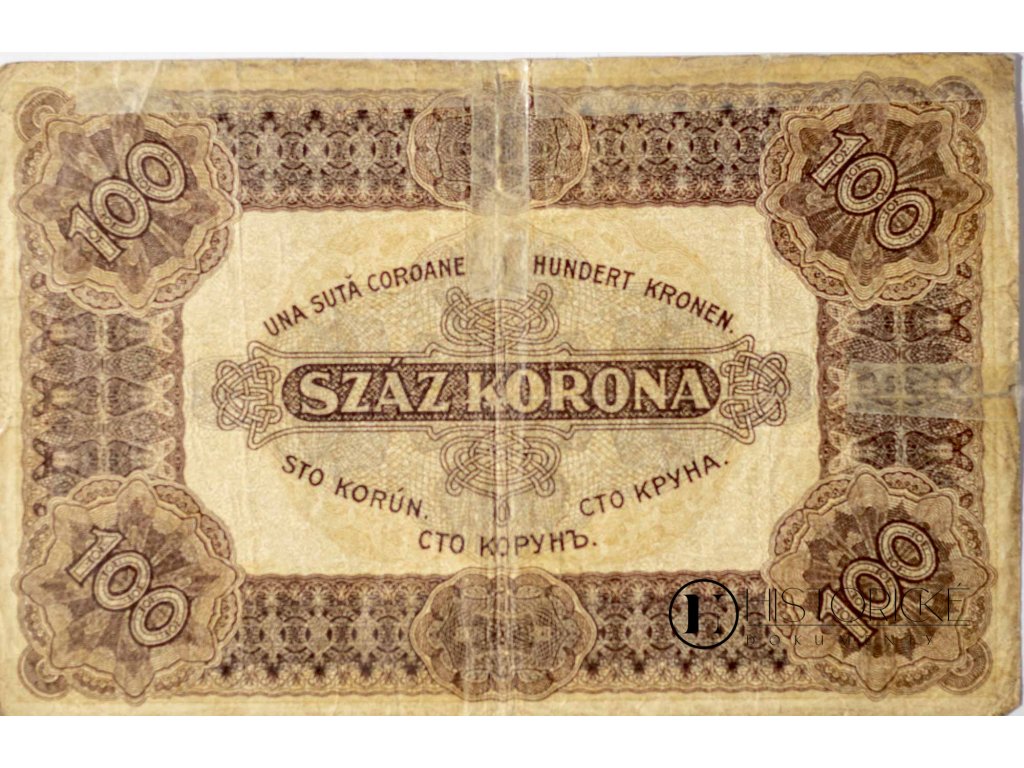 100
100
UNA SUTĂ COROANE
HUNDERT KRONEN.
SZÁZ KORONA
STO KORÚN.
СТО КРУНА.
СТО КОРУНЪ.
100
100
HISTORICKÉ
DOKUMENTY